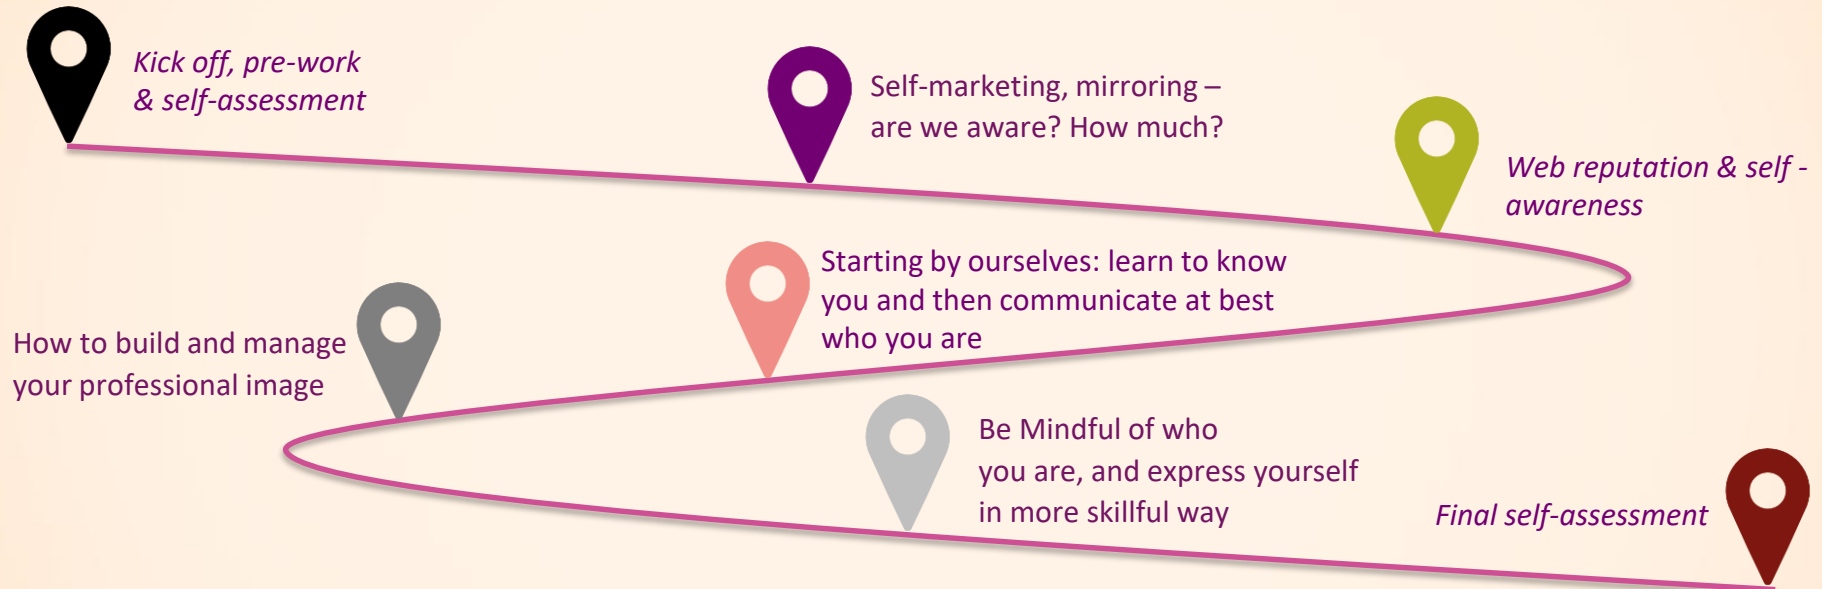 Kick off, pre-work
& self-assessment
Self-marketing, mirroring –
are we aware? How much?
Web reputation & self -
awareness
Starting by ourselves: learn to know
you and then communicate at best
who you are
How to build and manage
your professional image
Be Mindful of who
you are, and express yourself
in more skillful way
Final self-assessment